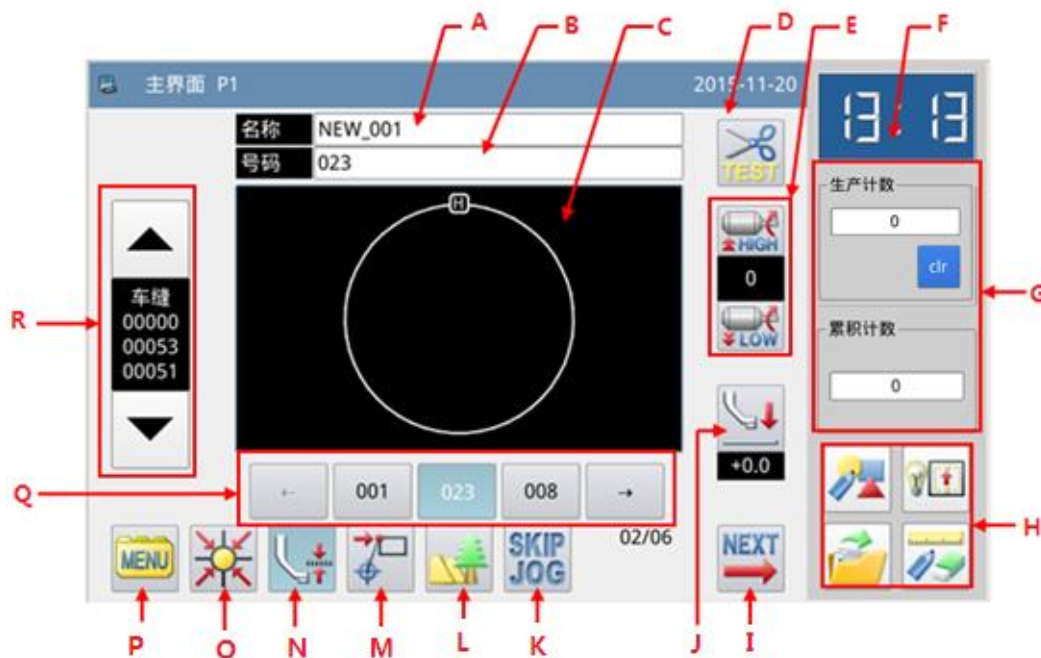 A
B
C
D
E
F
主界面 P1
2015-11-20
13:13
名称 NEW_001
号码 023
TEST
生产计数
0
clr
HIGH
0
LOW
G
H
R
车缝
00000
00053
00051
累积计数
0
+0.0
Q
← 001 023 008 →
02/06
MENU
SKIP
JOG
NEXT
H
P
O
N
M
L
K
J
I